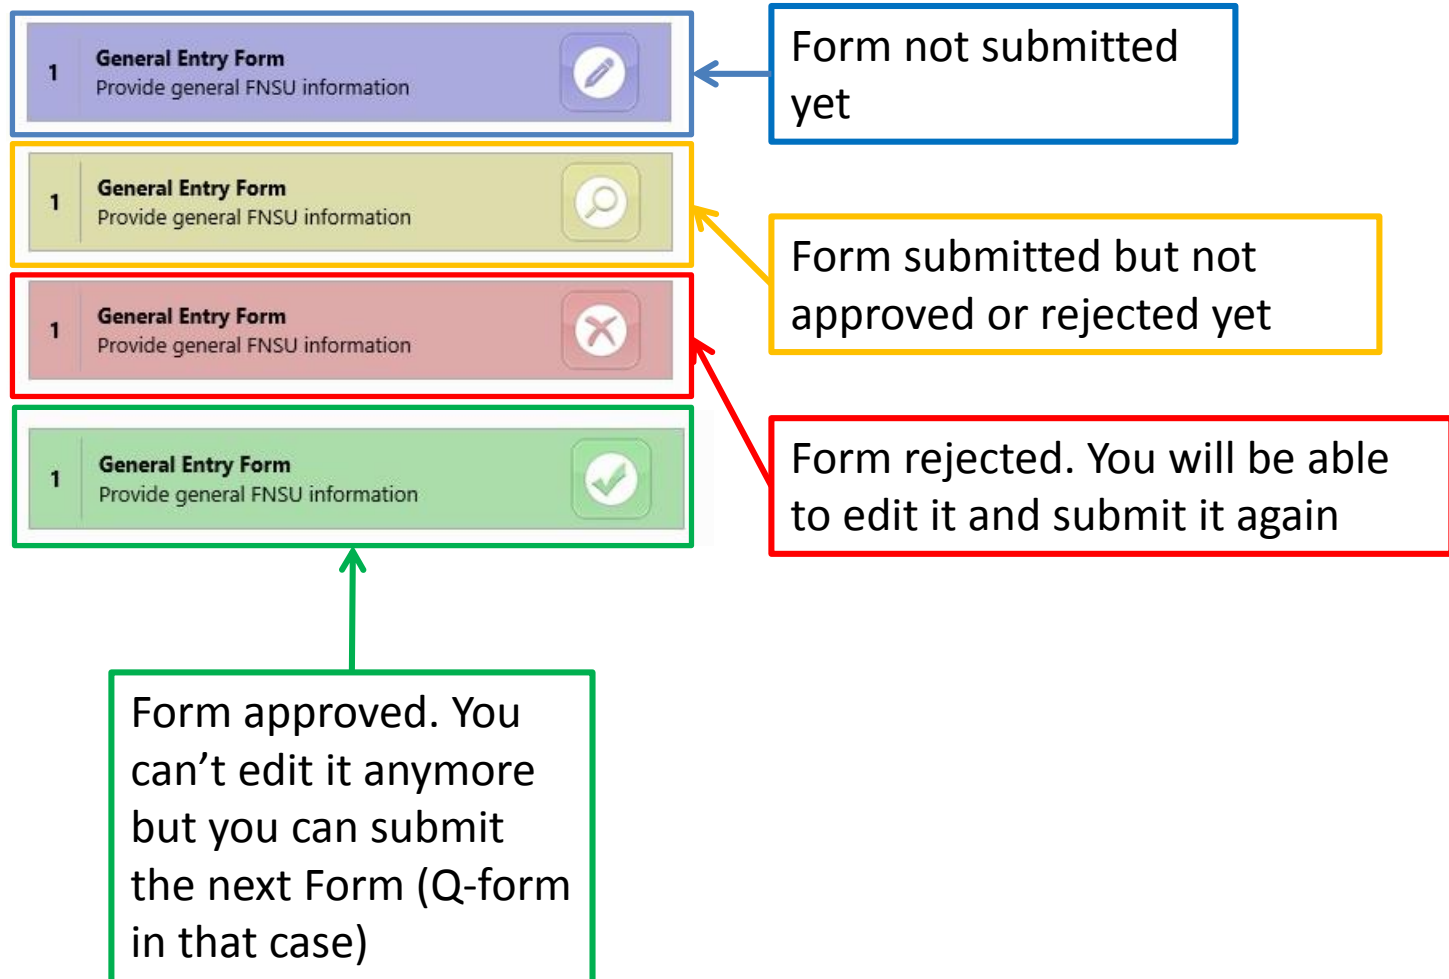 1
General Entry Form
Provide general FNSU information
Form not submitted
yet
1
General Entry Form
Provide general FNSU information
Form submitted but not
approved or rejected yet
1
General Entry Form
Provide general FNSU information
Form rejected. You will be able
to edit it and submit it again
1
General Entry Form
Provide general FNSU information
Form approved. You
can’t edit it anymore
but you can submit
the next Form (Q-form
in that case)